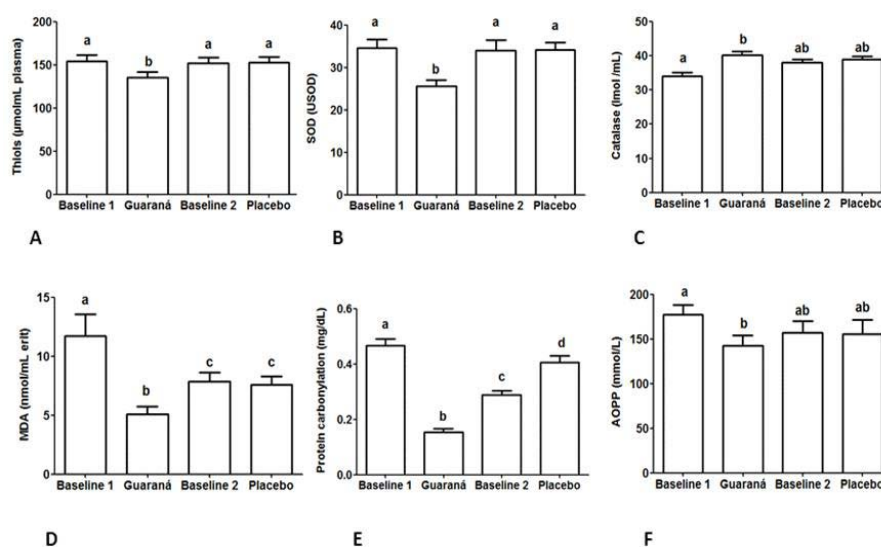 a a a
b
200
150
100
50
0
Thiols (µmolmL plasma)
Baseline 1 Guaraná Baseline 2 Placebo
A
a a a
b
40
30
20
10
0
SOD (USOD)
Baseline 1 Guaraná Baseline 2 Placebo
B
a b ab ab
50
40
30
20
10
0
Catalase (lmol /mL)
Baseline 1 Guaraná Baseline 2 Placebo
C
a b c c
15
10
5
0
MDA (nmol/mL erit)
Baseline 1 Guaraná Baseline 2 Placebo
D
a b c d
0.6
0.4
0.2
0.0
Protein carbonylation (mg/dL)
Baseline 1 Guaraná Baseline 2 Placebo
E
a b ab ab
200
150
100
50
0
AOPP (mmol/L)
Baseline 1 Guaraná Baseline 2 Placebo
F